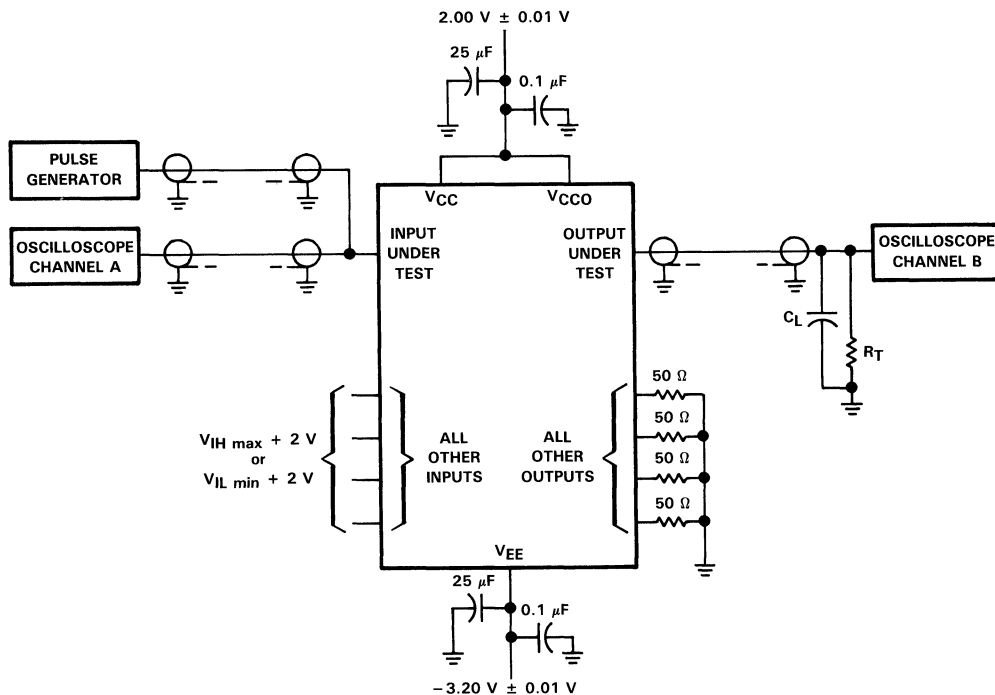 2.00 V ± 0.01 V
25 μF
0.1 μF
PULSE
GENERATOR
OSCILLOSCOPE
CHANNEL A
VCC
VCCO
INPUT
UNDER
TEST
OUTPUT
UNDER
TEST
OSCILLOSCOPE
CHANNEL B
CL
RT
VIH max + 2 V
or
VIL min + 2 V
ALL
OTHER
INPUTS
ALL
OTHER
OUTPUTS
50 Ω
50 Ω
50 Ω
50 Ω
VEE
25 μF
0.1 μF
−3.20 V ± 0.01 V